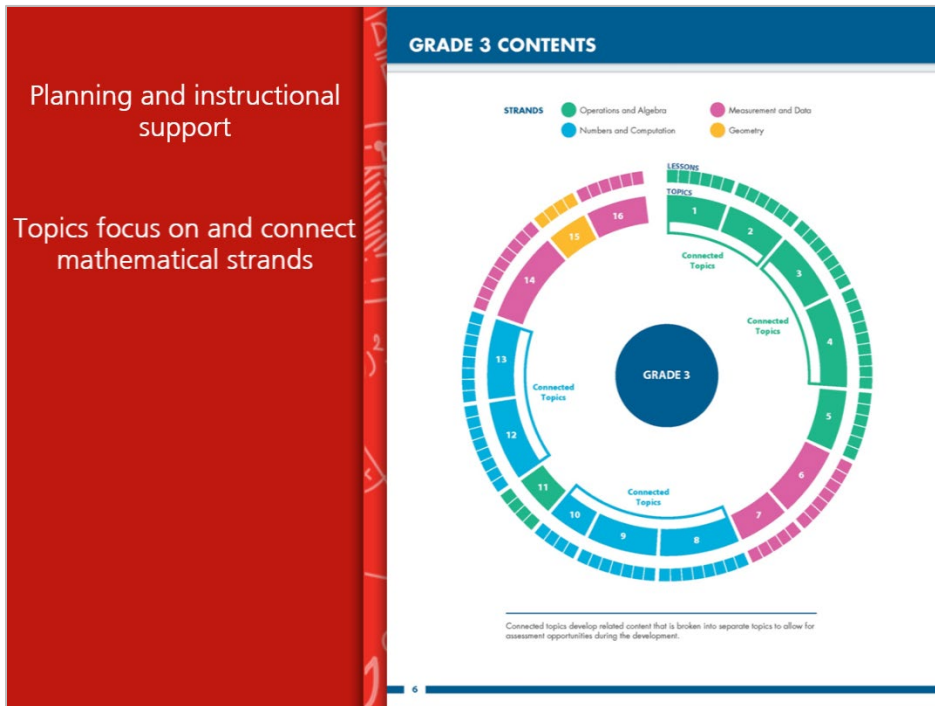 Planning and instructional
support
Topics focus on and connect
mathematical strands
GRADE 3 CONTENTS
STRANDS
Operations and Algebra
Measurement and Data
Numbers and Computation
Geometry
LESSONS
TOPICS
1
2
3
4
5
6
7
8
9
10
11
12
13
14
15
16
Connected
Topics
Connected
Topics
Connected
Topics
Connected
Topics
GRADE 3
Connected topics develop related content that is broken into separate topics to allow for
assessment opportunities during the development.
6